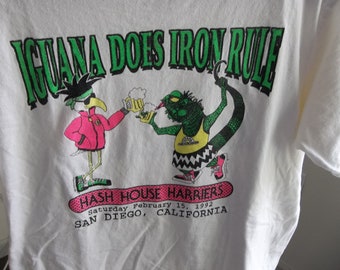 IGUANA DOES IRON RULE
HASH HOUSE HARRIERS
Saturday February 15, 1992
SAN DIEGO, CALIFORNIA